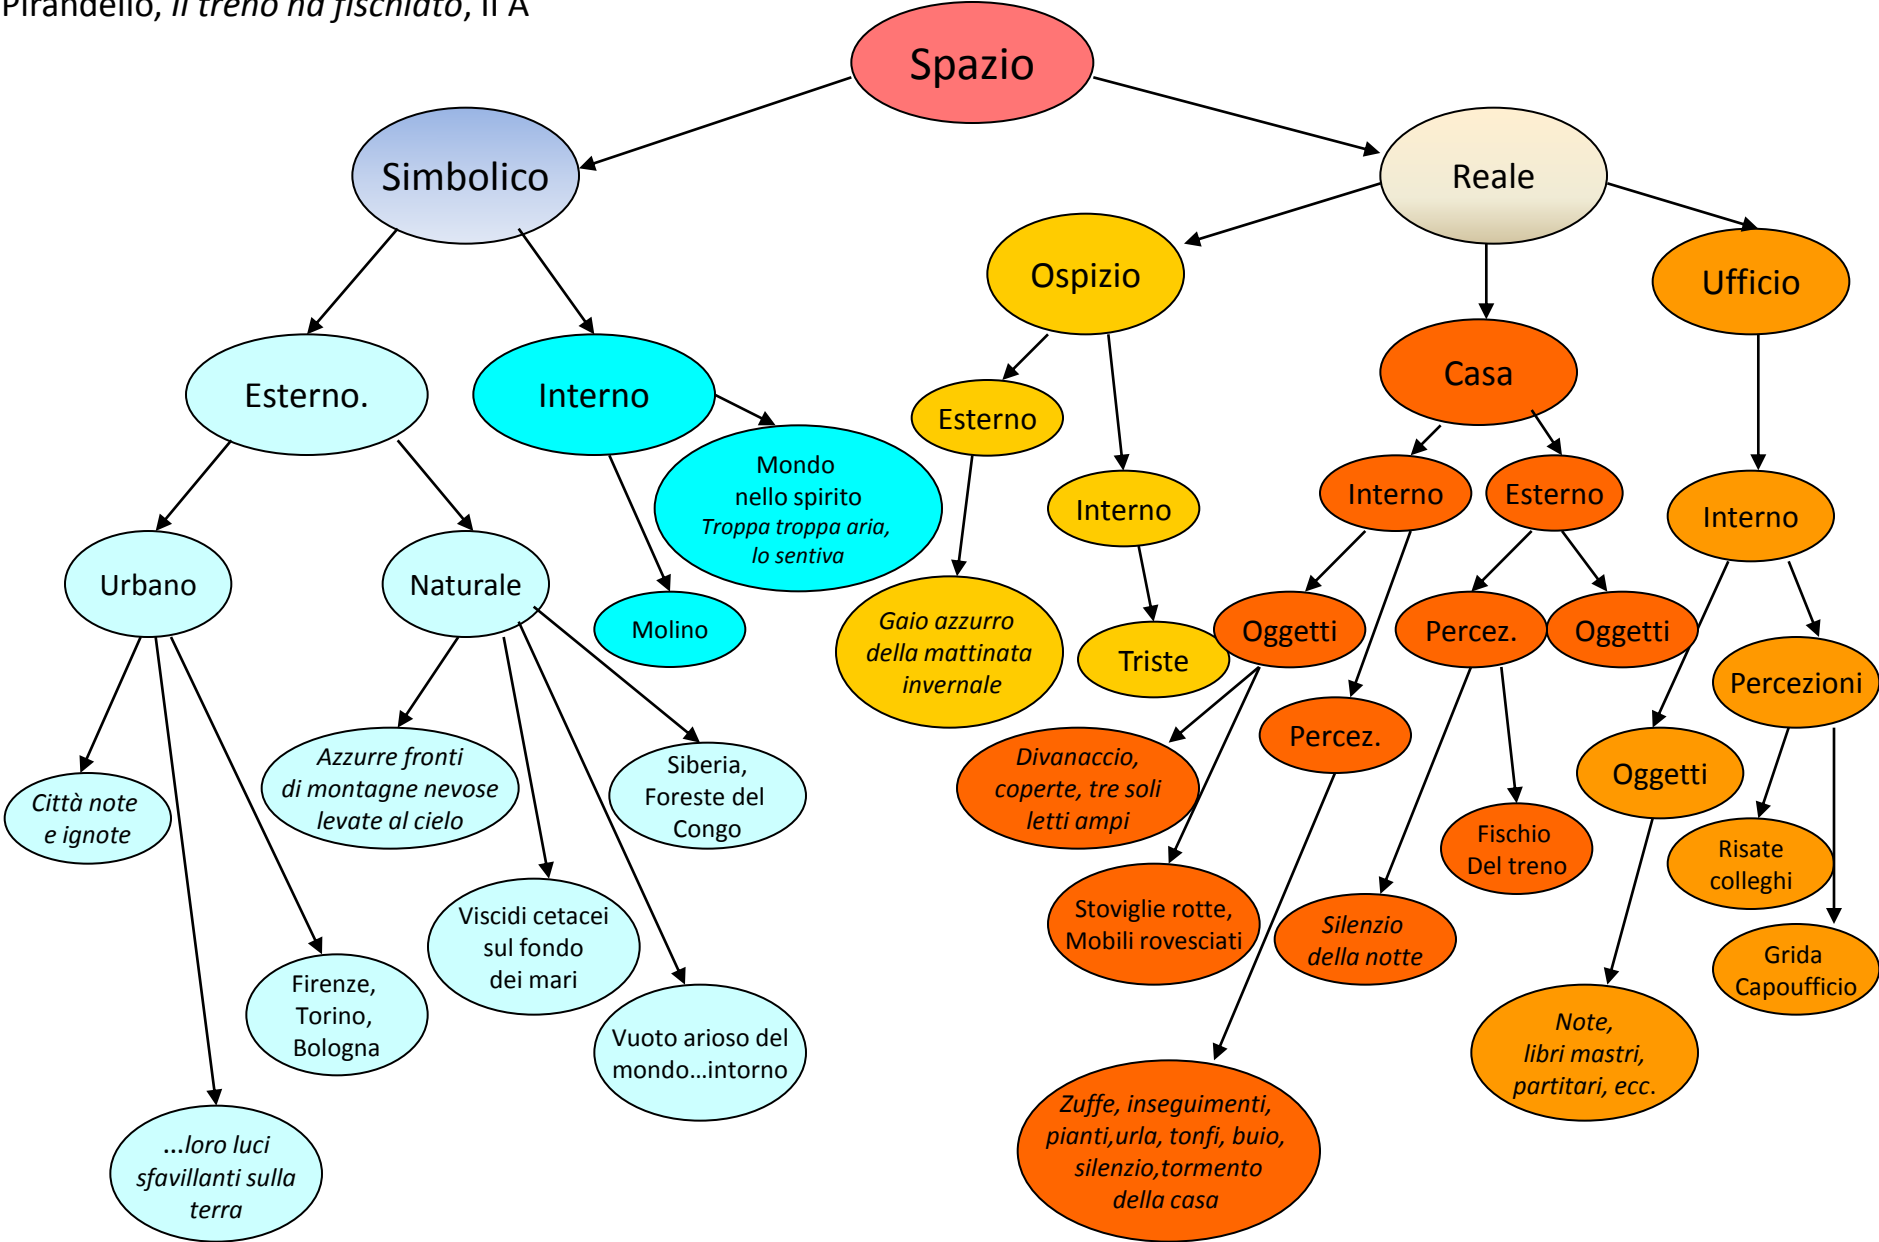 Pirandello, Il treno ha fischiato, II A
Spazio
Simbolico
Reale
Ospizio
Ufficio
Casa
Esterno.
Interno
Esterno
Mondo
nello spirito
Troppa troppa aria,
lo sentiva
Interno
Interno
Esterno
Interno
Urbano
Naturale
Molino
Gaio azzurro
della mattinata
invernale
Triste
Oggetti
Percez.
Oggetti
Percezioni
Percez.
Oggetti
Città note
e ignote
Azzurre fronti
di montagne nevose
levate al cielo
Siberia,
Foreste del
Congo
Divanaccio,
coperte, tre soli
letti ampi
Fischio
Del treno
Risate
colleghi
Viscidi cetacei
sul fondo
dei mari
Stoviglie rotte,
Mobili rovesciati
Silenzio
della notte
Grida
Capoufficio
Firenze,
Torino,
Bologna
Vuoto arioso del
mondo...intorno
Note,
libri mastri,
partitari, ecc.
...loro luci
sfavillanti sulla
terra
Zuffe, inseguimenti,
pianti,urla, tonfi, buio,
silenzio,tormento
della casa